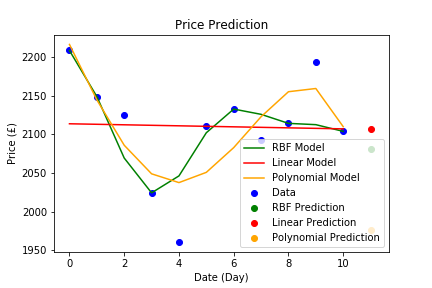 Price Prediction
Price (£)
2200
2150
2100
2050
2000
1950
RBF Model
Linear Model
Polynomial Model
Data
RBF Prediction
Linear Prediction
Polynomial Prediction
0
2
4
6
8
10
Date (Day)